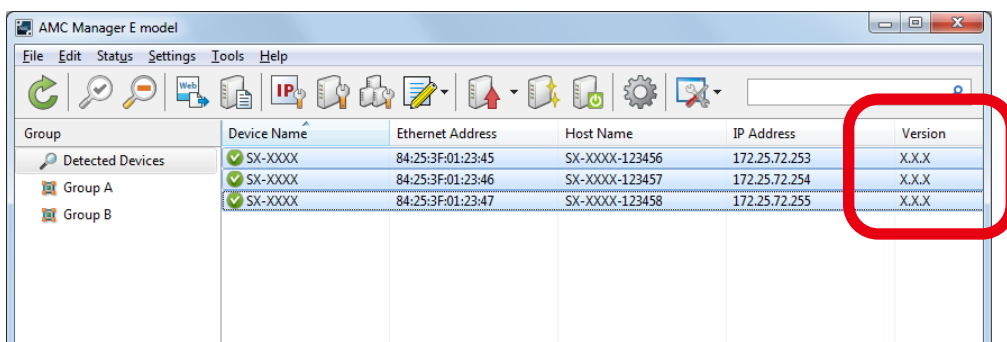 AMC Manager E model
File Edit Status Settings Tools Help
Web IP
Group Device Name Ethernet Address Host Name IP Address Version
Detected Devices SX-XXXX 84:25:3F:01:23:45 SX-XXXX-123456 172.25.72.253 X.X.X
Group A SX-XXXX 84:25:3F:01:23:46 SX-XXXX-123457 172.25.72.254 X.X.X
Group B SX-XXXX 84:25:3F:01:23:47 SX-XXXX-123458 172.25.72.255 X.X.X